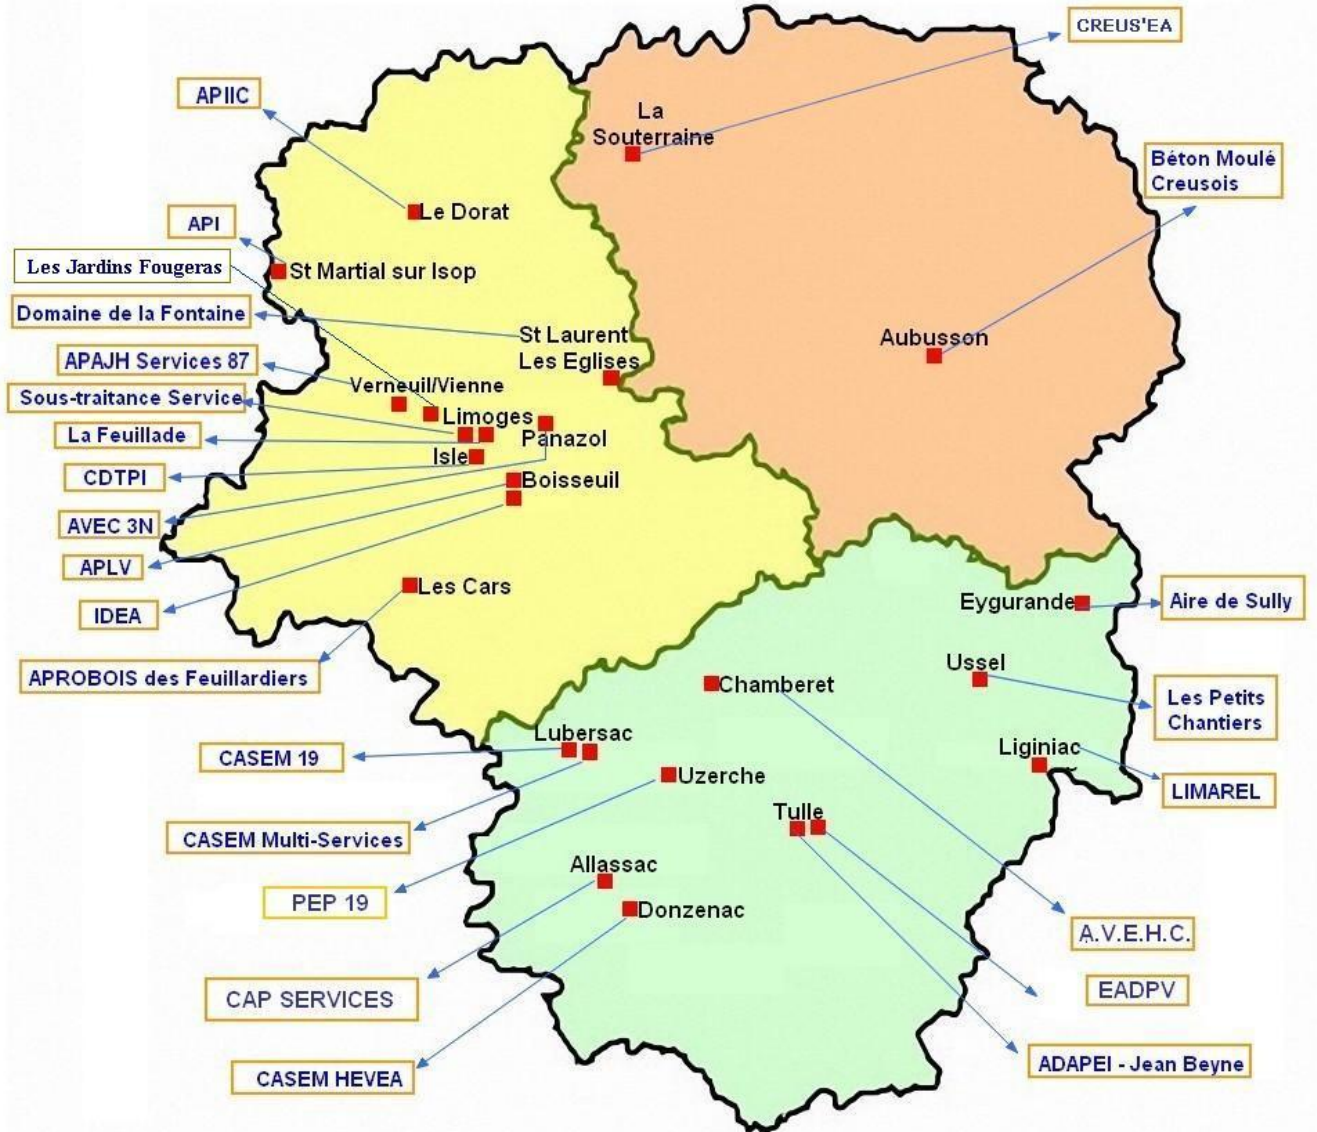 CREUS'EA
APIIC
La
Souterraine
Béton Moulé
Creusois
Le Dorat
API
Les Jardins Fougeras
St Martial sur Isop
Domaine de la Fontaine
St Laurent
Les Eglises
Aubusson
APAJH Services 87
Verneuil/Vienne
Sous-traitance Service
Limoges
La Feuillade
Panazol
Isle
CDTPI
Boisseuil
AVEC 3N
APLV
IDEA
Les Cars
Eygurande
Aire de Sully
APROBOIS des Feuillardiers
Chamberet
Ussel
Les Petits
Chantiers
Lubersac
CASEM 19
Liginiac
Uzerche
LIMAREL
Tulle
CASEM Multi-Services
Allassac
PEP 19
Donzenac
A.V.E.H.C.
CAP SERVICES
EADPV
CASEM HEVEA
ADAPEI - Jean Beyne